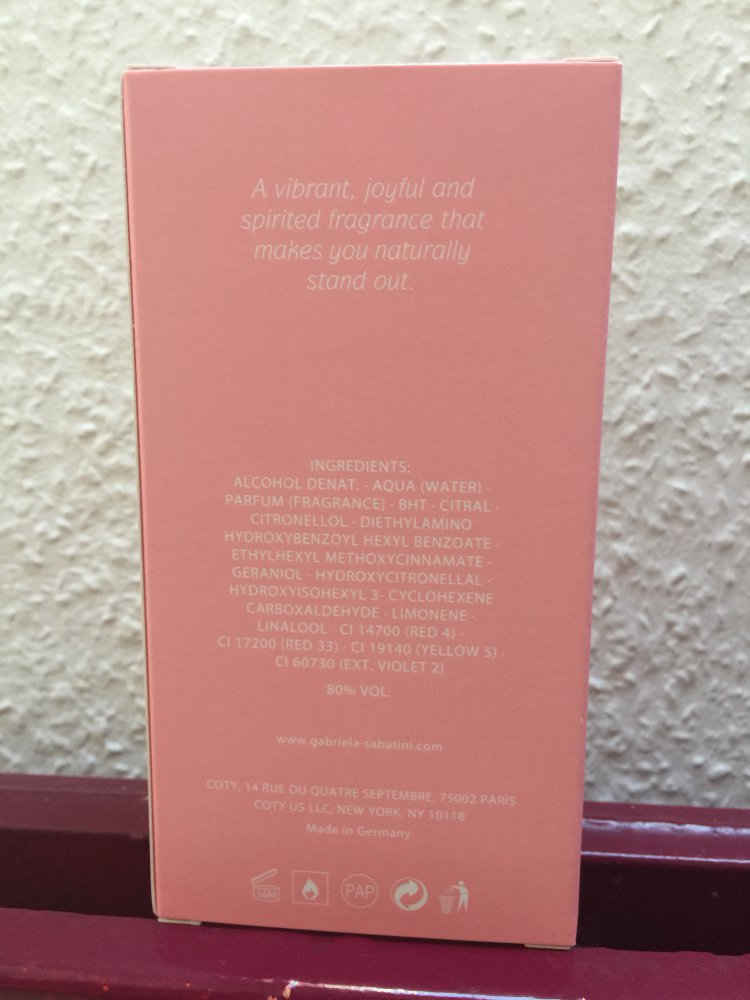 A vibrant, joyful and
spirited fragrance that
makes you naturally
stand out.
INGREDIENTS:
ALCOHOL DENAT. · AQUA (WATER) ·
PARFUM (FRAGRANCE) · BHT · CITRAL ·
CITRONELLOL · DIETHYLAMINO
HYDROXYBENZOYL HEXYL BENZOATE ·
ETHYLHEXYL METHOXYCINNAMATE ·
GERANIOL · HYDROXYCITRONELLAL ·
HYDROXYISOHEXYL 3- CYCLOHEXENE
CARBOXALDEHYDE · LIMONENE ·
LINALOOL · CI 14700 (RED 4) ·
CI 17200 (RED 33) · CI 19140 (YELLOW 5) ·
CI 60730 (EXT. VIOLET 2)
80% VOL.
www.gabriela-sabatini.com
COTY, 14 RUE DU QUATRE SEPTEMBRE, 75002 PARIS
COTY US LLC, NEW YORK, NY 10118
Made in Germany
36M PAP